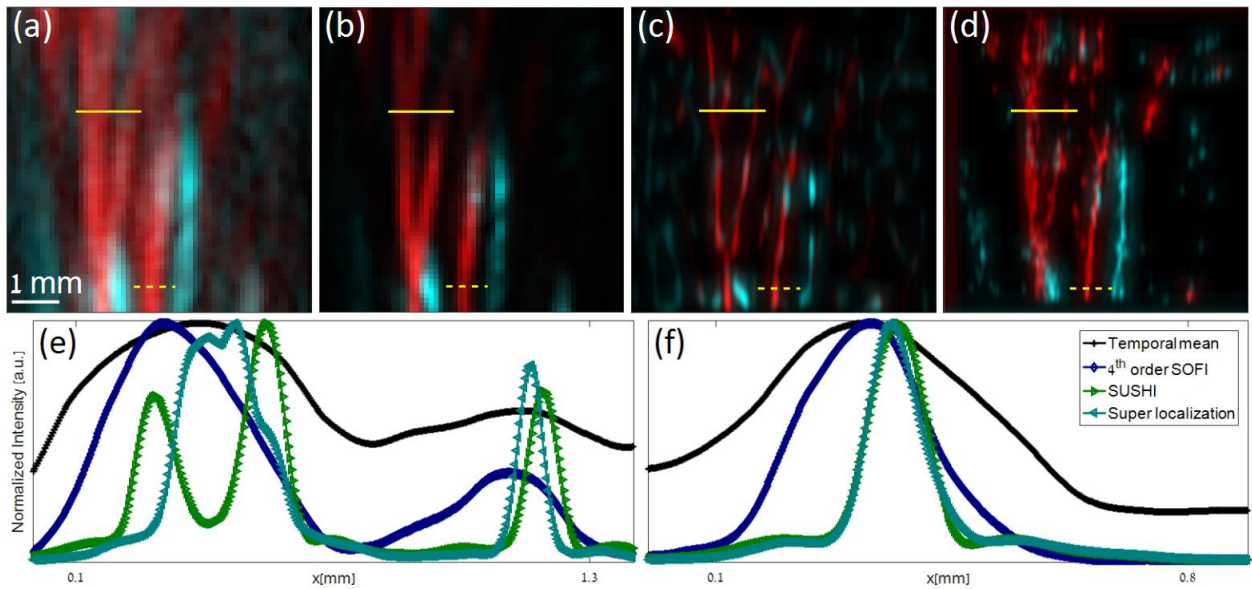 (a)
(b)
(c)
(d)
1 mm
(e)
(f)
Temporal mean
4th order SOFI
SUSHI
Super localization
Normalized Intensity [a.u.]
0.1
x[mm]
1.3
0.1
x[mm]
0.8